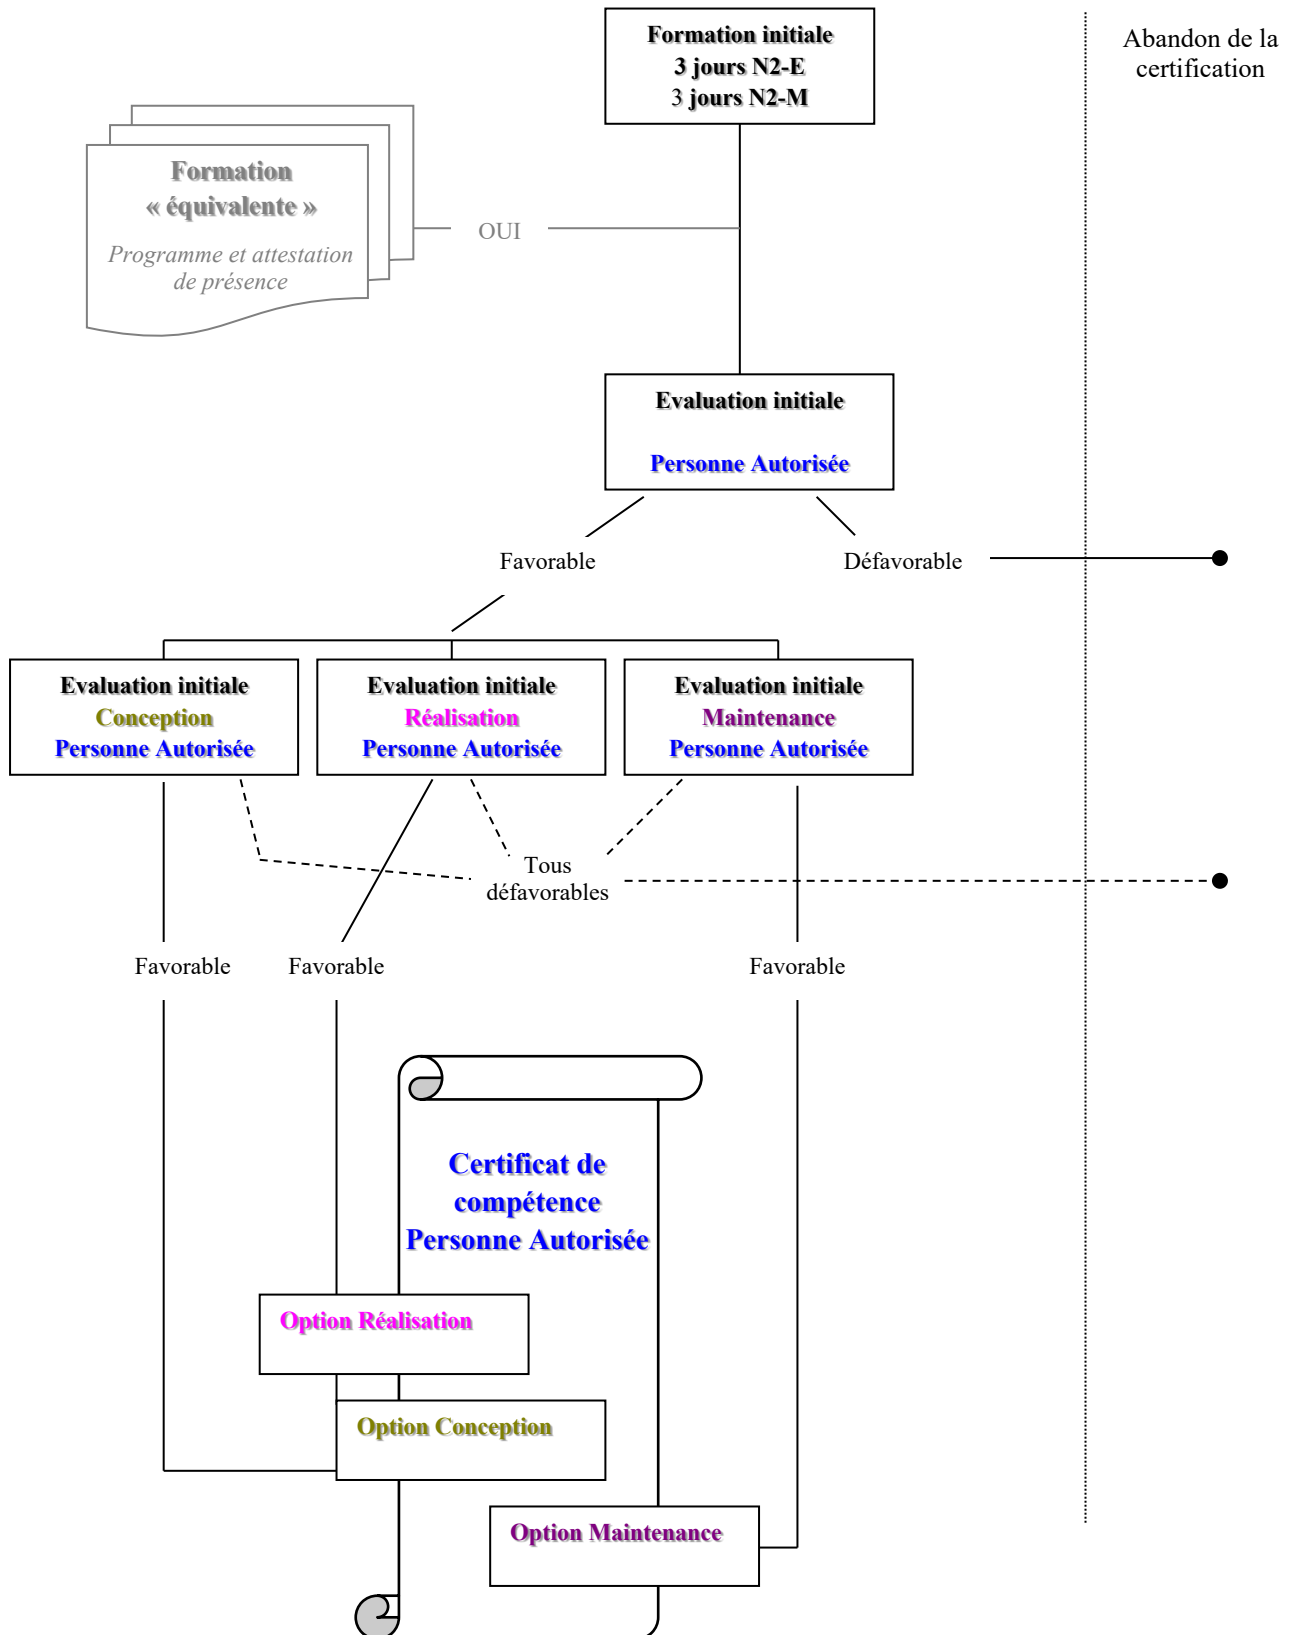 Formation initiale
3 jours N2-E
3 jours N2-M
Abandon de la
certification
Formation
« équivalente »
Programme et attestation
de présence
OUI
Evaluation initiale
Personne Autorisée
Favorable
Défavorable
Evaluation initiale
Conception
Personne Autorisée
Evaluation initiale
Réalisation
Personne Autorisée
Evaluation initiale
Maintenance
Personne Autorisée
Tous
défavorables
Favorable
Favorable
Favorable
Certificat de
compétence
Personne Autorisée
Option Réalisation
Option Conception
Option Maintenance